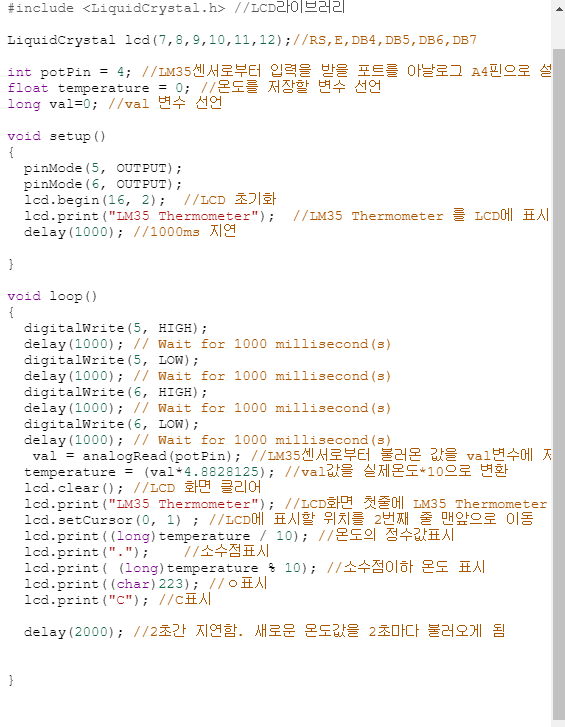 #include <LiquidCrystal.h> //LCD라이브러리
LiquidCrystal lcd(7,8,9,10,11,12);//RS,E,DB4,DB5,DB6,DB7
int potPin = 4; //LM35센서로부터 입력을 받을 포트를 아날로그 A4핀으로 설
float temperature = 0; //온도를 저장할 변수 선언
long val=0; //val 변수 선언
void setup()
{
pinMode(5, OUTPUT);
pinMode(6, OUTPUT);
lcd.begin(16, 2);  //LCD 초기화
lcd.print("LM35 Thermometer");  //LM35 Thermometer 를 LCD에 표시
delay(1000); //1000ms 지연
}
void loop()
{
digitalWrite(5, HIGH);
delay(1000); // Wait for 1000 millisecond(s)
digitalWrite(5, LOW);
delay(1000); // Wait for 1000 millisecond(s)
digitalWrite(6, HIGH);
delay(1000); // Wait for 1000 millisecond(s)
digitalWrite(6, LOW);
delay(1000); // Wait for 1000 millisecond(s)
val = analogRead(potPin); //LM35센서로부터 불러온 값을 val변수에
temperature = (val*4.8828125); //val값을 실제온도*10으로 변환
lcd.clear(); //LCD 화면 클리어
lcd.print("LM35 Thermometer"); //LCD화면 첫줄에 LM35 Thermometer
lcd.setCursor(0, 1) ; //LCD에 표시할 위치를 2번째 줄 맨앞으로 이동
lcd.print((long)temperature / 10); //온도의 정수값표시
lcd.print(".");    //소수점표시
lcd.print( (long)temperature % 10); //소수점이하 온도 표시
lcd.print((char)223); //ㅇ표시
lcd.print("C"); //C표시
delay(2000); //2초간 지연함. 새로운 온도값을 2초마다 불러오게 됨
}